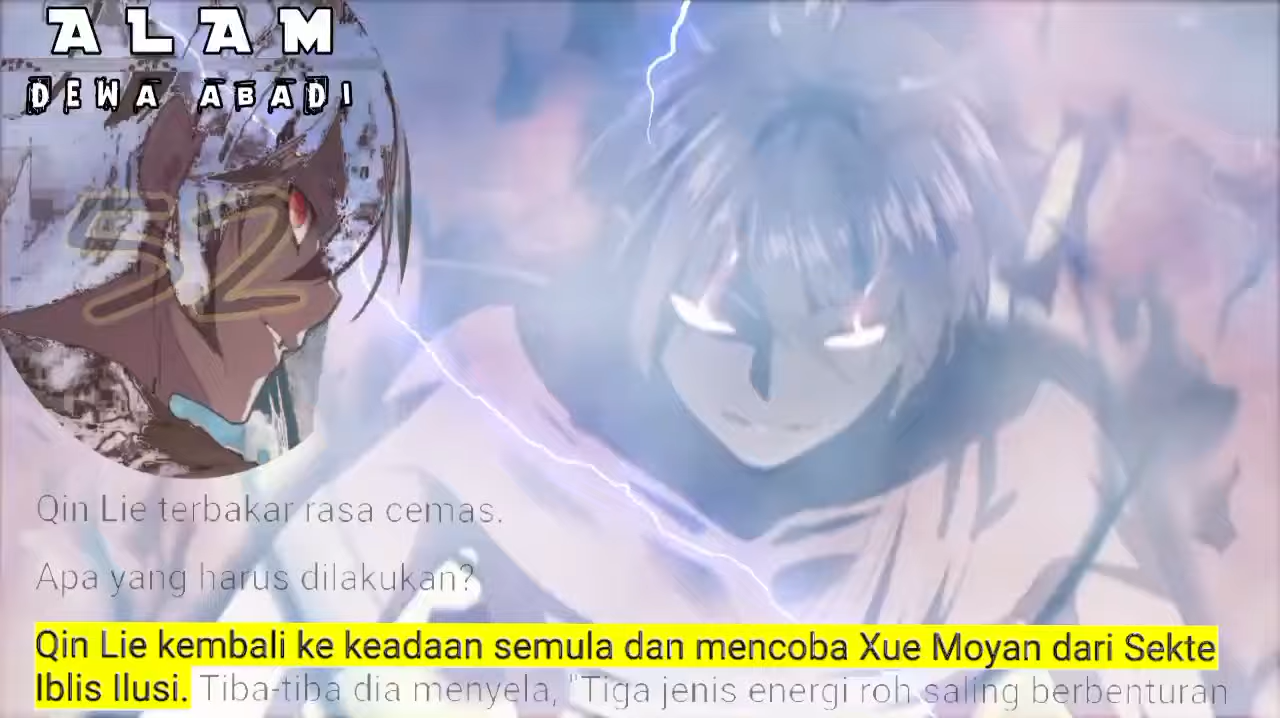 ALAM
DEWA ABADI
52
Qin Lie terbakar rasa cemas.
Apa yang harus dilakukan?
Qin Lie kembali ke keadaan semula dan mencoba Xue Moyan dari Sekte
Iblis Ilusi. Tiba-tiba dia menyela, "Tiga jenis energi roh saling berbenturan